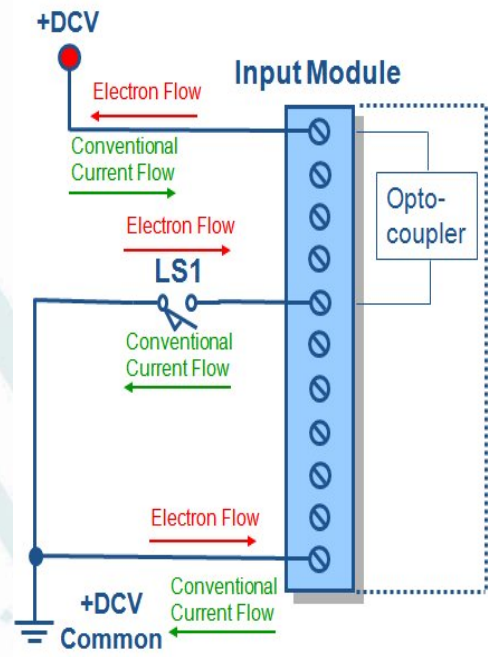 +DCV
Input Module
Electron Flow
Conventional
Current Flow
Opto-
coupler
Electron Flow
LS1
Conventional
Current Flow
Electron Flow
+DCV
Common
Conventional
Current Flow